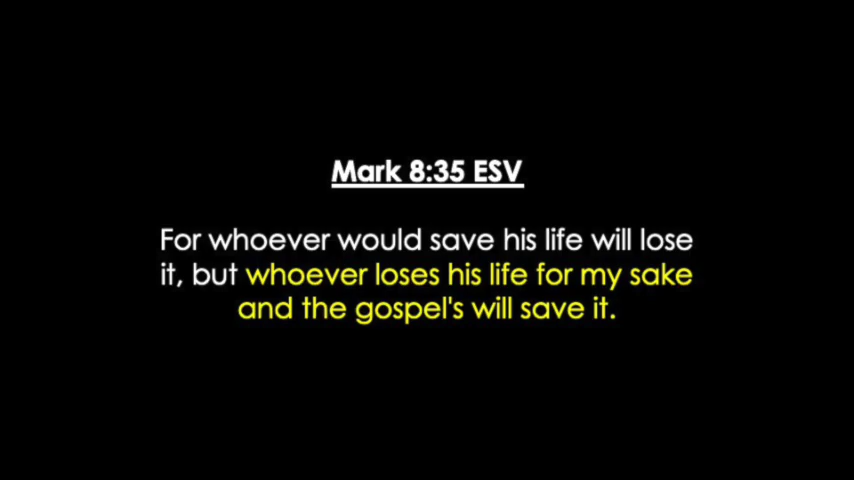 Mark 8:35 ESV
For whoever would save his life will lose
it, but whoever loses his life for my sake
and the gospel's will save it.